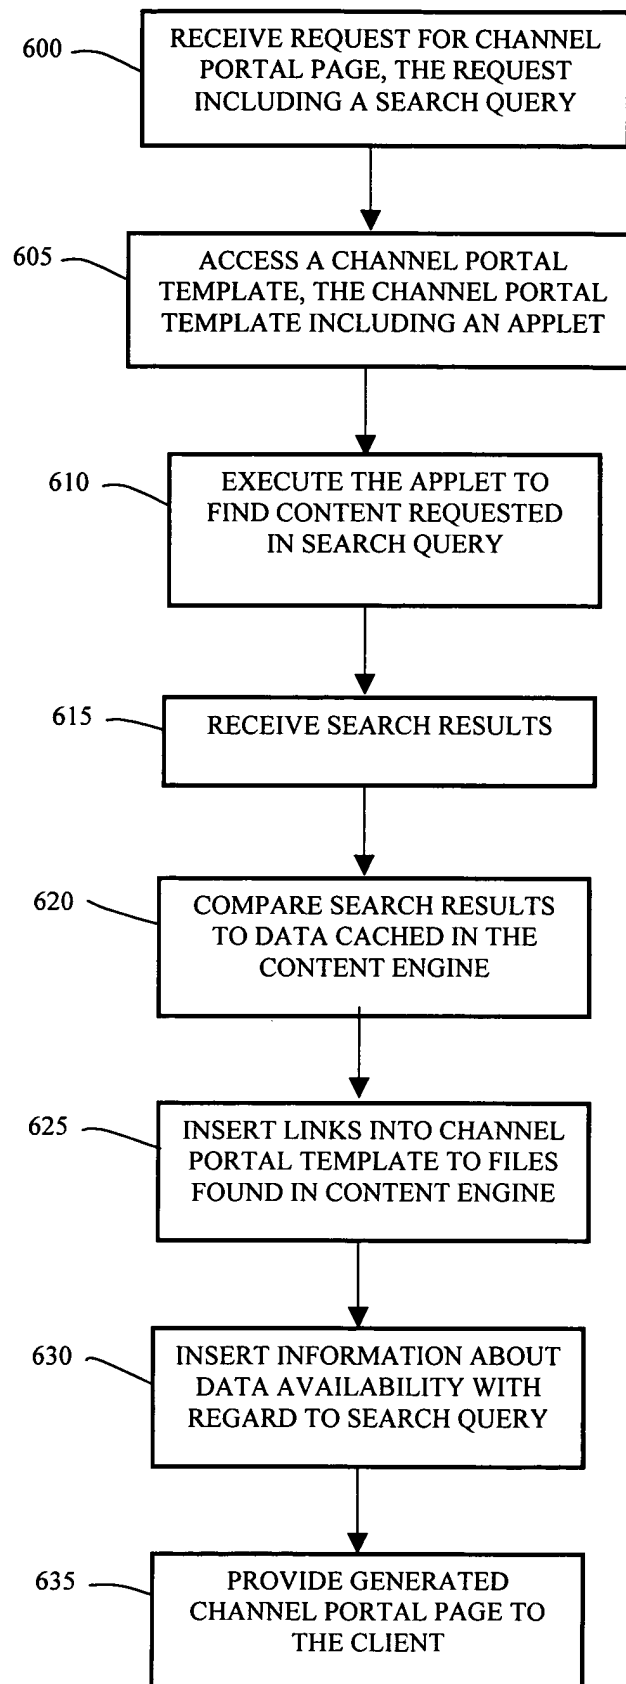 600
RECEIVE REQUEST FOR CHANNEL
PORTAL PAGE, THE REQUEST
INCLUDING A SEARCH QUERY
605
ACCESS A CHANNEL PORTAL
TEMPLATE, THE CHANNEL PORTAL
TEMPLATE INCLUDING AN APPLET
610
EXECUTE THE APPLET TO
FIND CONTENT REQUESTED
IN SEARCH QUERY
615
RECEIVE SEARCH RESULTS
620
COMPARE SEARCH RESULTS
TO DATA CACHED IN THE
CONTENT ENGINE
625
INSERT LINKS INTO CHANNEL
PORTAL TEMPLATE TO FILES
FOUND IN CONTENT ENGINE
630
INSERT INFORMATION ABOUT
DATA AVAILABILITY WITH
REGARD TO SEARCH QUERY
635
PROVIDE GENERATED
CHANNEL PORTAL PAGE TO
THE CLIENT